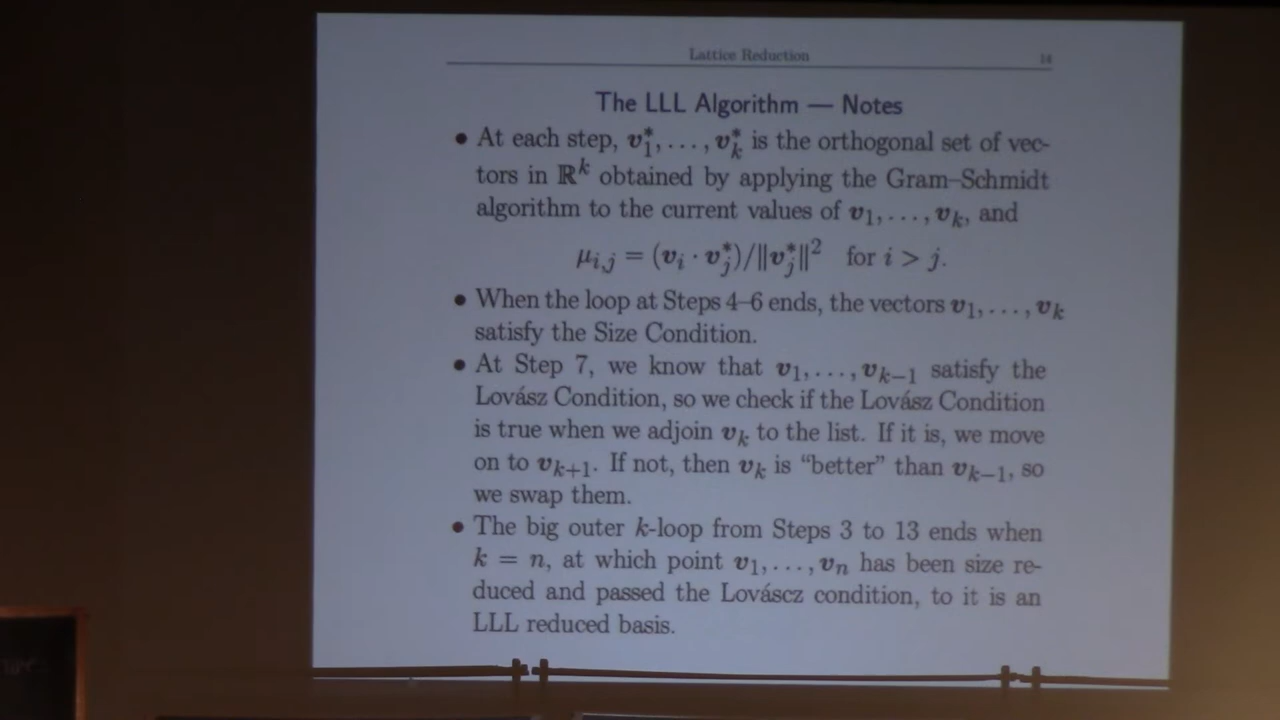 Lattice Reduction 14
The LLL Algorithm — Notes
• At each step, v₁*, . . . , vₖ* is the orthogonal set of vec-
tors in ℝᵏ obtained by applying the Gram–Schmidt
algorithm to the current values of v₁, . . . , vₖ, and
μᵢ,ⱼ = (vᵢ · vⱼ*)/‖vⱼ*‖² for i > j.
• When the loop at Steps 4–6 ends, the vectors v₁, . . . , vₖ
satisfy the Size Condition.
• At Step 7, we know that v₁, . . . , vₖ₋₁ satisfy the
Lovász Condition, so we check if the Lovász Condition
is true when we adjoin vₖ to the list. If it is, we move
on to vₖ₊₁. If not, then vₖ is “better” than vₖ₋₁, so
we swap them.
• The big outer k-loop from Steps 3 to 13 ends when
k = n, at which point v₁, . . . , vₙ has been size re-
duced and passed the Lováscz condition, to it is an
LLL reduced basis.